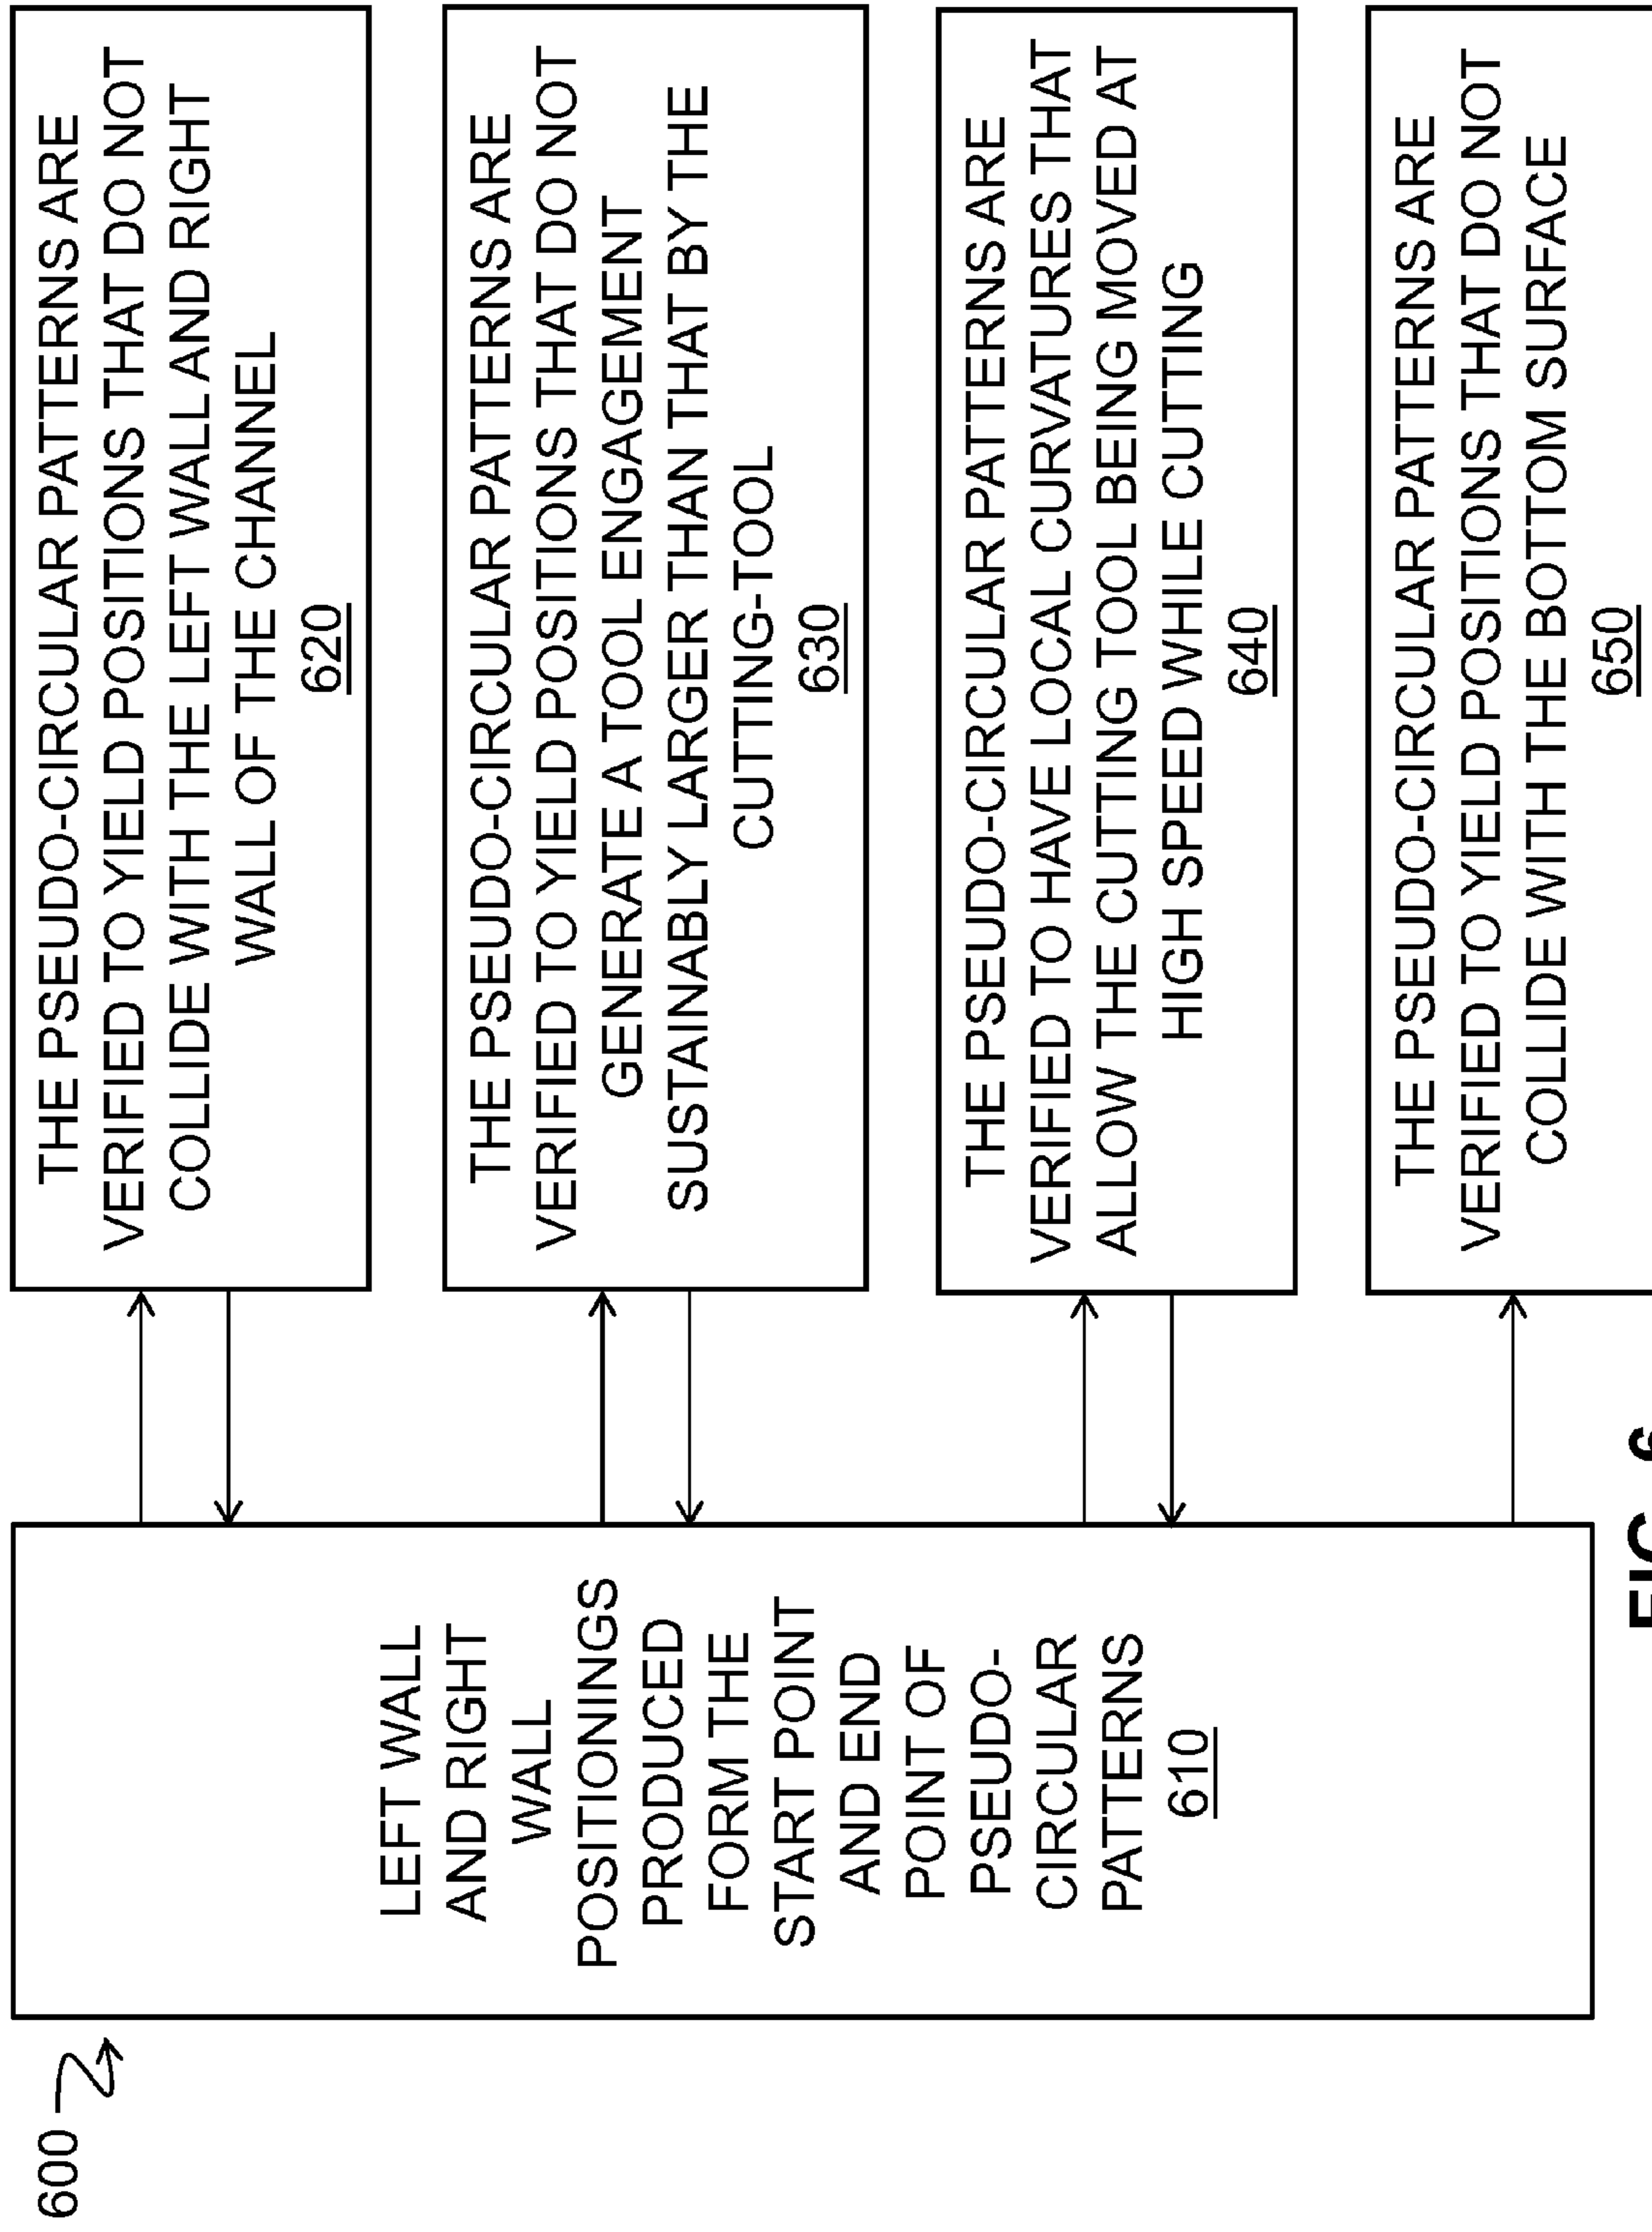 600
LEFT WALL
AND RIGHT
WALL
POSITIONINGS
PRODUCED
FORM THE
START POINT
AND END
POINT OF
PSEUDO-
CIRCULAR
PATTERNS
610
THE PSEUDO-CIRCULAR PATTERNS ARE
VERIFIED TO YIELD POSITIONS THAT DO NOT
COLLIDE WITH THE LEFT WALL AND RIGHT
WALL OF THE CHANNEL
620
THE PSEUDO-CIRCULAR PATTERNS ARE
VERIFIED TO YIELD POSITIONS THAT DO NOT
GENERATE A TOOL ENGAGEMENT
SUSTAINABLY LARGER THAN THAT BY THE
CUTTING-TOOL
630
THE PSEUDO-CIRCULAR PATTERNS ARE
VERIFIED TO HAVE LOCAL CURVATURES THAT
ALLOW THE CUTTING TOOL BEING MOVED AT
HIGH SPEED WHILE CUTTING
640
THE PSEUDO-CIRCULAR PATTERNS ARE
VERIFIED TO YIELD POSITIONS THAT DO NOT
COLLIDE WITH THE BOTTOM SURFACE
650
FIG. 6